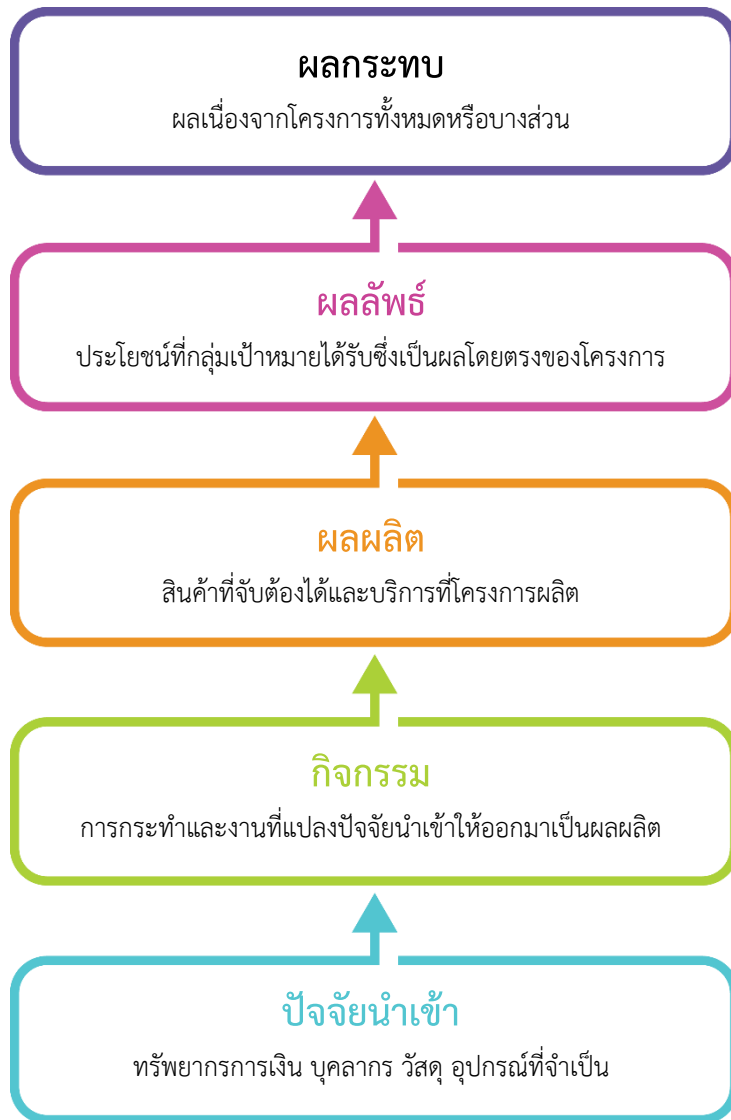 ผลกระทบ
ผลเนื่องจากโครงการทั้งหมดหรือบางส่วน
ผลลัพธ์
ประโยชน์ที่กลุ่มเป้าหมายได้รับซึ่งเป็นผลโดยตรงของโครงการ
ผลผลิต
สินค้าที่จับต้องได้และบริการที่โครงการผลิต
กิจกรรม
การกระทำและงานที่แปลงปัจจัยนำเข้าให้ออกมาเป็นผลผลิต
ปัจจัยนำเข้า
ทรัพยากรการเงิน บุคลากร วัสดุ อุปกรณ์ที่จำเป็น